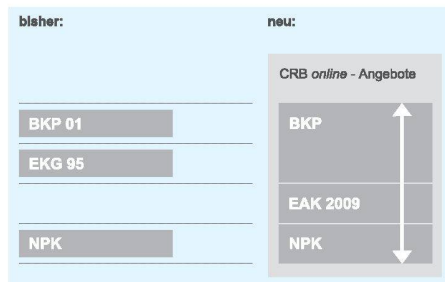 bisher:
neu:
CRB online - Angebote
BKP 01
BKP
EKG 95
EAK 2009
NPK
NPK